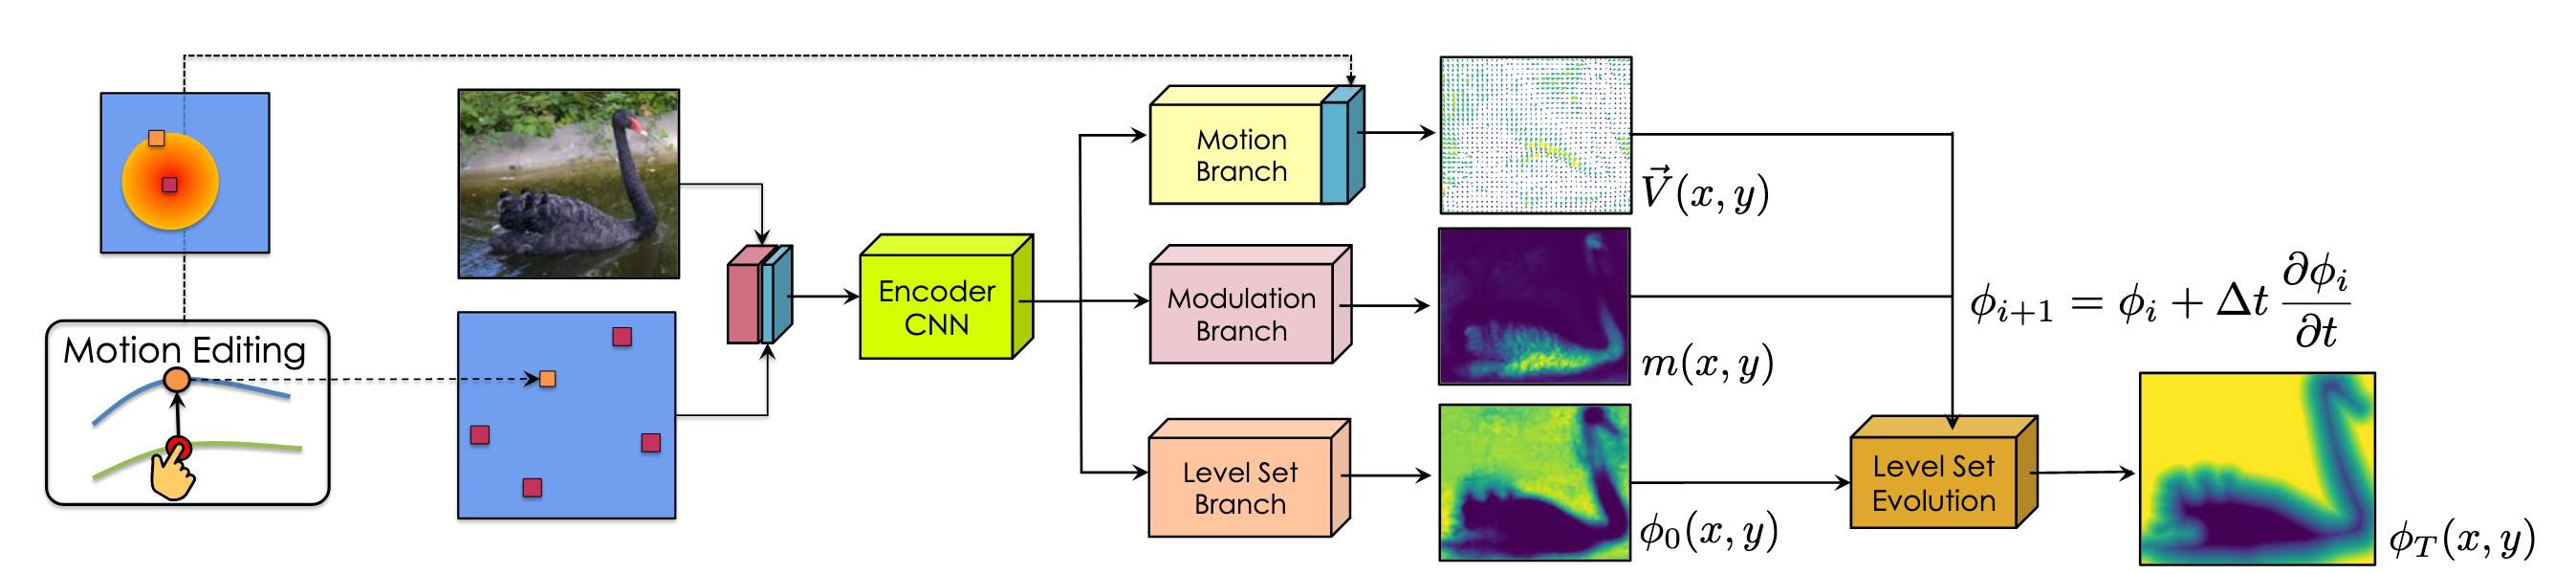 Motion Editing
Encoder
CNN
Motion
Branch
Modulation
Branch
Level Set
Branch
$\vec{V}(x, y)$
$m(x, y)$
$\phi_0(x, y)$
$\phi_{i+1} = \phi_i + \Delta t \frac{\partial \phi_i}{\partial t}$
Level Set
Evolution
$\phi_T(x, y)$